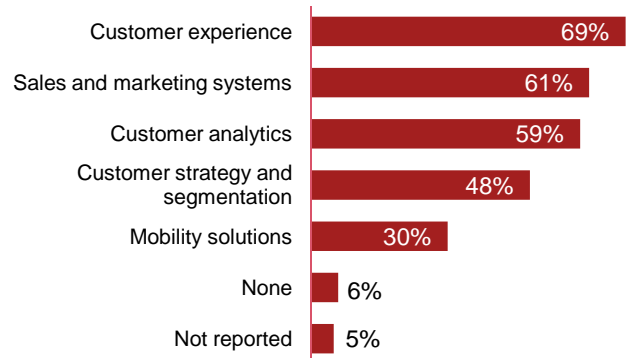 Customer experience 69%
Sales and marketing systems 61%
Customer analytics 59%
Customer strategy and
segmentation 48%
Mobility solutions 30%
None 6%
Not reported 5%